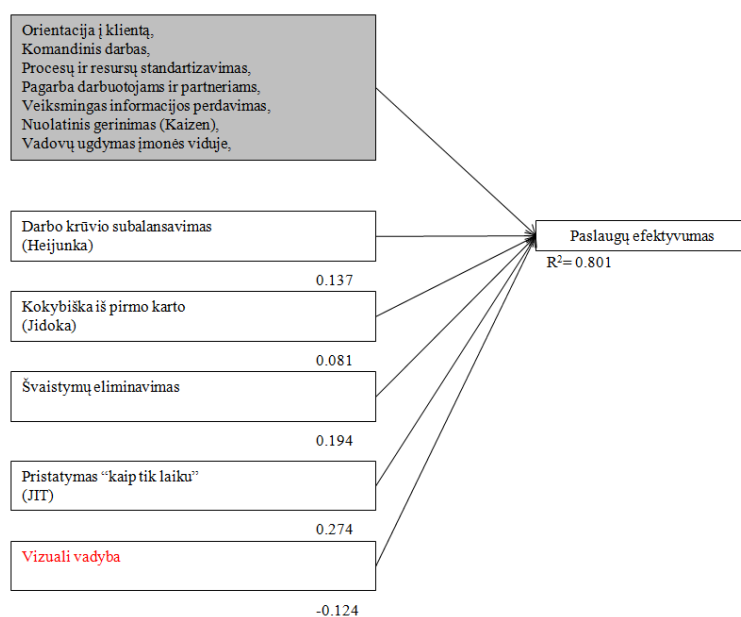 Orientacija į klientą,
Komandinis darbas,
Procesų ir resursų standartizavimas,
Pagarba darbuotojams ir partneriams,
Veiksmingas informacijos perdavimas,
Nuolatinis gerinimas (Kaizen),
Vadovų ugdymas įmonės viduje,
Darbo krūvio subalansavimas
(Heijunka)
0.137
Kokybiška iš pirmo karto
(Jidoka)
0.081
Švaistymų eliminavimas
0.194
Pristatymas “kaip tik laiku”
(JIT)
0.274
Vizuali vadyba
-0.124
Paslaugų efektyvumas
R²= 0.801